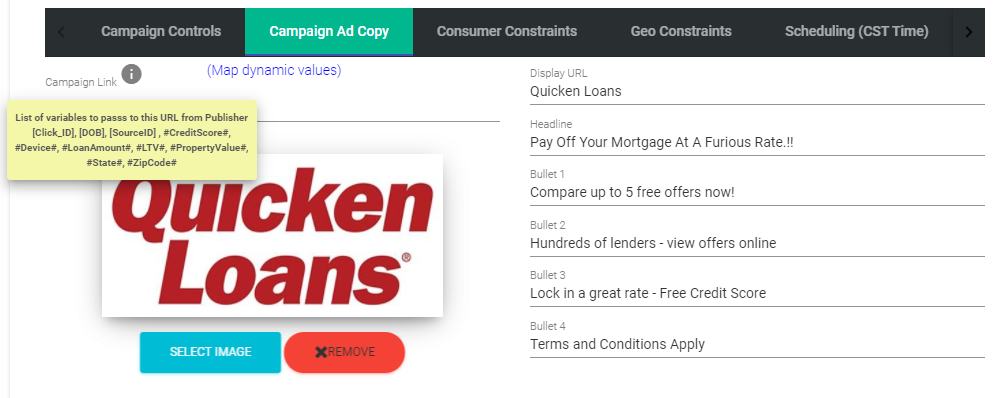 Campaign Controls
Campaign Ad Copy
Consumer Constraints
Geo Constraints
Scheduling (CST Time)
Campaign Link i
(Map dynamic values)
List of variables to passs to this URL from Publisher
[Click_ID], [DOB], [SourceID] , #CreditScore#,
#Device#, #LoanAmount#, #LTV#, #PropertyValue#,
#State#, #ZipCode#
Quicken
Loans®
SELECT IMAGE
✖REMOVE
Display URL
Quicken Loans
Headline
Pay Off Your Mortgage At A Furious Rate.!!
Bullet 1
Compare up to 5 free offers now!
Bullet 2
Hundreds of lenders - view offers online
Bullet 3
Lock in a great rate - Free Credit Score
Bullet 4
Terms and Conditions Apply